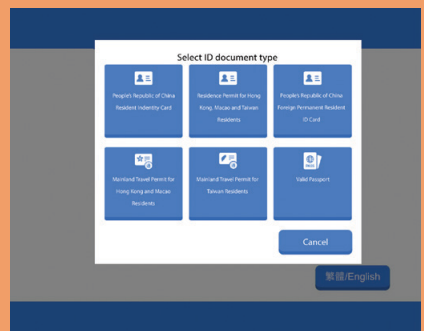 Select ID document type
People's Republic of China
Resident Indentity Card
Residence Permit for Hong
Kong, Macao and Taiwan
Residents
People's Republic of China
Foreign Permanent Resident
ID Card
Mainland Travel Permit for
Hong Kong and Macao
Residents
Mainland Travel Permit for
Taiwan Residents
Valid Passport
Cancel
繁體/English